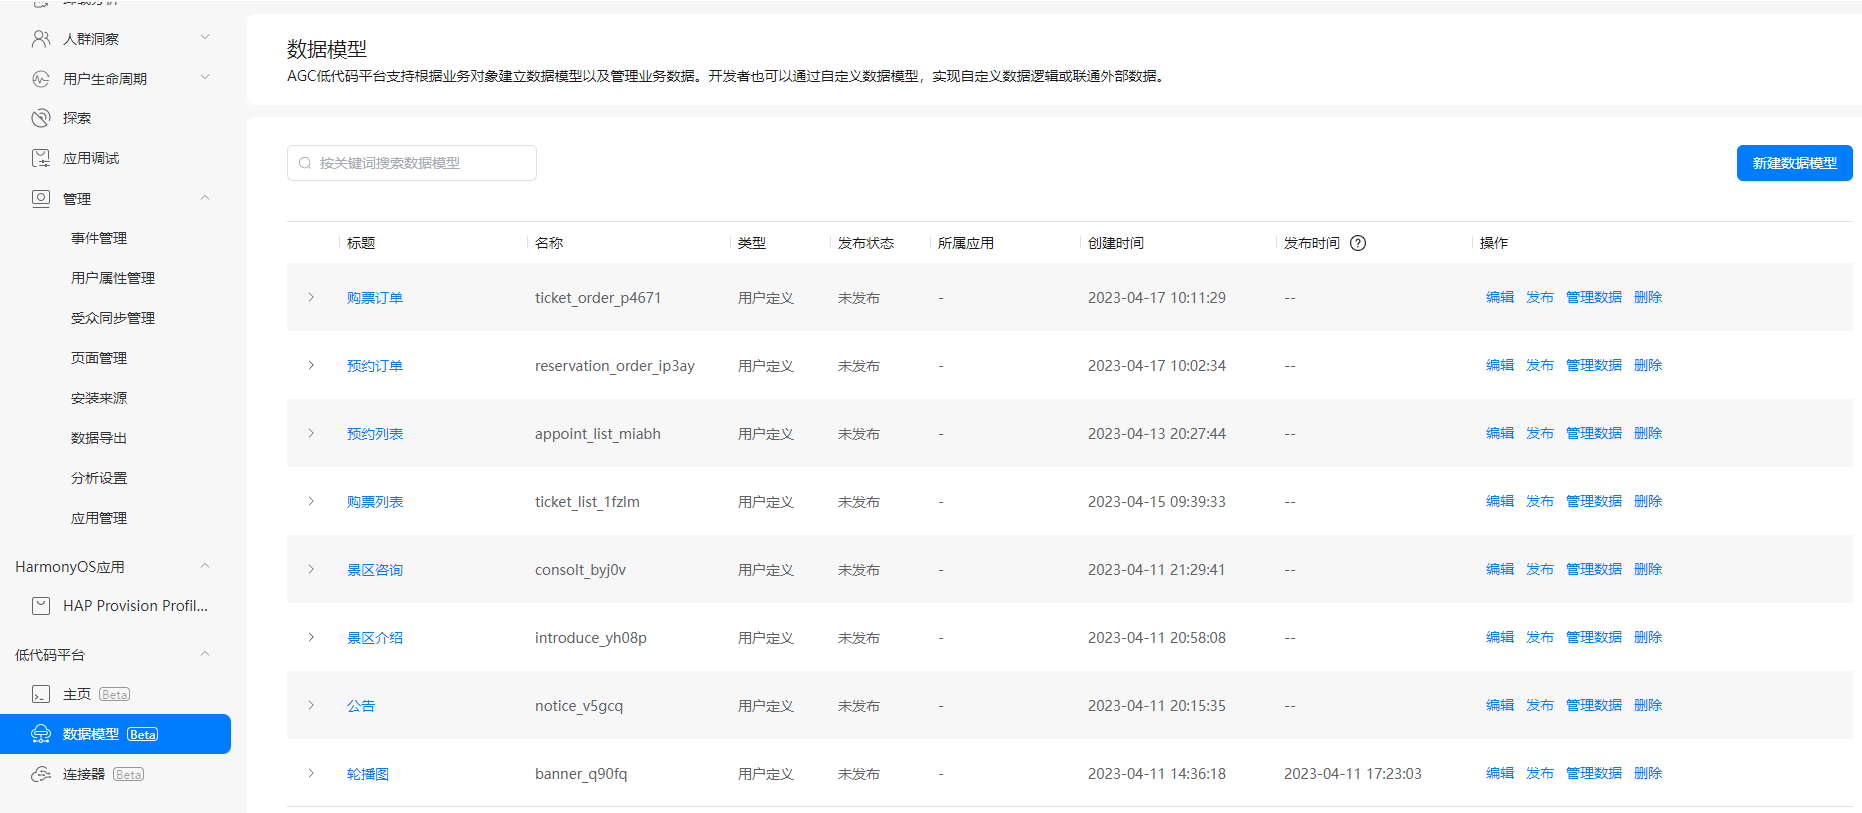 人群洞察
用户生命周期
探索
应用调试
管理
事件管理
用户属性管理
受众同步管理
页面管理
安装来源
数据导出
分析设置
应用管理
HarmonyOS应用
HAP Provision Profil...
低代码平台
主页 Beta
数据模型 Beta
连接器 Beta
数据模型
AGC低代码平台支持根据业务对象建立数据模型以及管理业务数据。开发者也可以通过自定义数据模型，实现自定义数据逻辑或联通外部数据。
按关键词搜索数据模型
新建数据模型
标题 名称 类型 发布状态 所属应用 创建时间 发布时间 ? 操作
购票订单 ticket_order_p4671 用户定义 未发布 - 2023-04-17 10:11:29 -- 编辑 发布 管理数据 删除
预约订单 reservation_order_ip3ay 用户定义 未发布 - 2023-04-17 10:02:34 -- 编辑 发布 管理数据 删除
预约列表 appoint_list_miabh 用户定义 未发布 - 2023-04-13 20:27:44 -- 编辑 发布 管理数据 删除
购票列表 ticket_list_1fzlm 用户定义 未发布 - 2023-04-15 09:39:33 -- 编辑 发布 管理数据 删除
景区咨询 consolt_byj0v 用户定义 未发布 - 2023-04-11 21:29:41 -- 编辑 发布 管理数据 删除
景区介绍 introduce_yh08p 用户定义 未发布 - 2023-04-11 20:58:08 -- 编辑 发布 管理数据 删除
公告 notice_v5gcq 用户定义 未发布 - 2023-04-11 20:15:35 -- 编辑 发布 管理数据 删除
轮播图 banner_q90fq 用户定义 未发布 - 2023-04-11 14:36:18 2023-04-11 17:23:03 编辑 发布 管理数据 删除